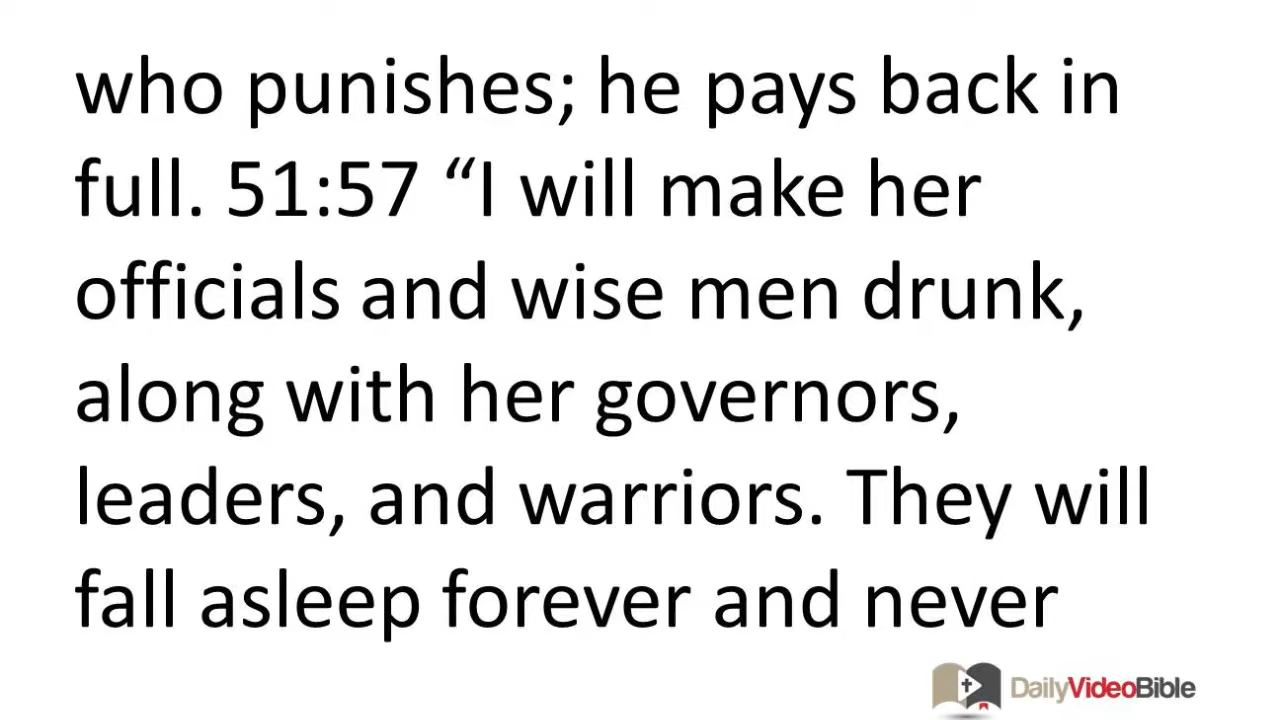 who punishes; he pays back in
full. 51:57 “I will make her
officials and wise men drunk,
along with her governors,
leaders, and warriors. They will
fall asleep forever and never
DailyVideoBible